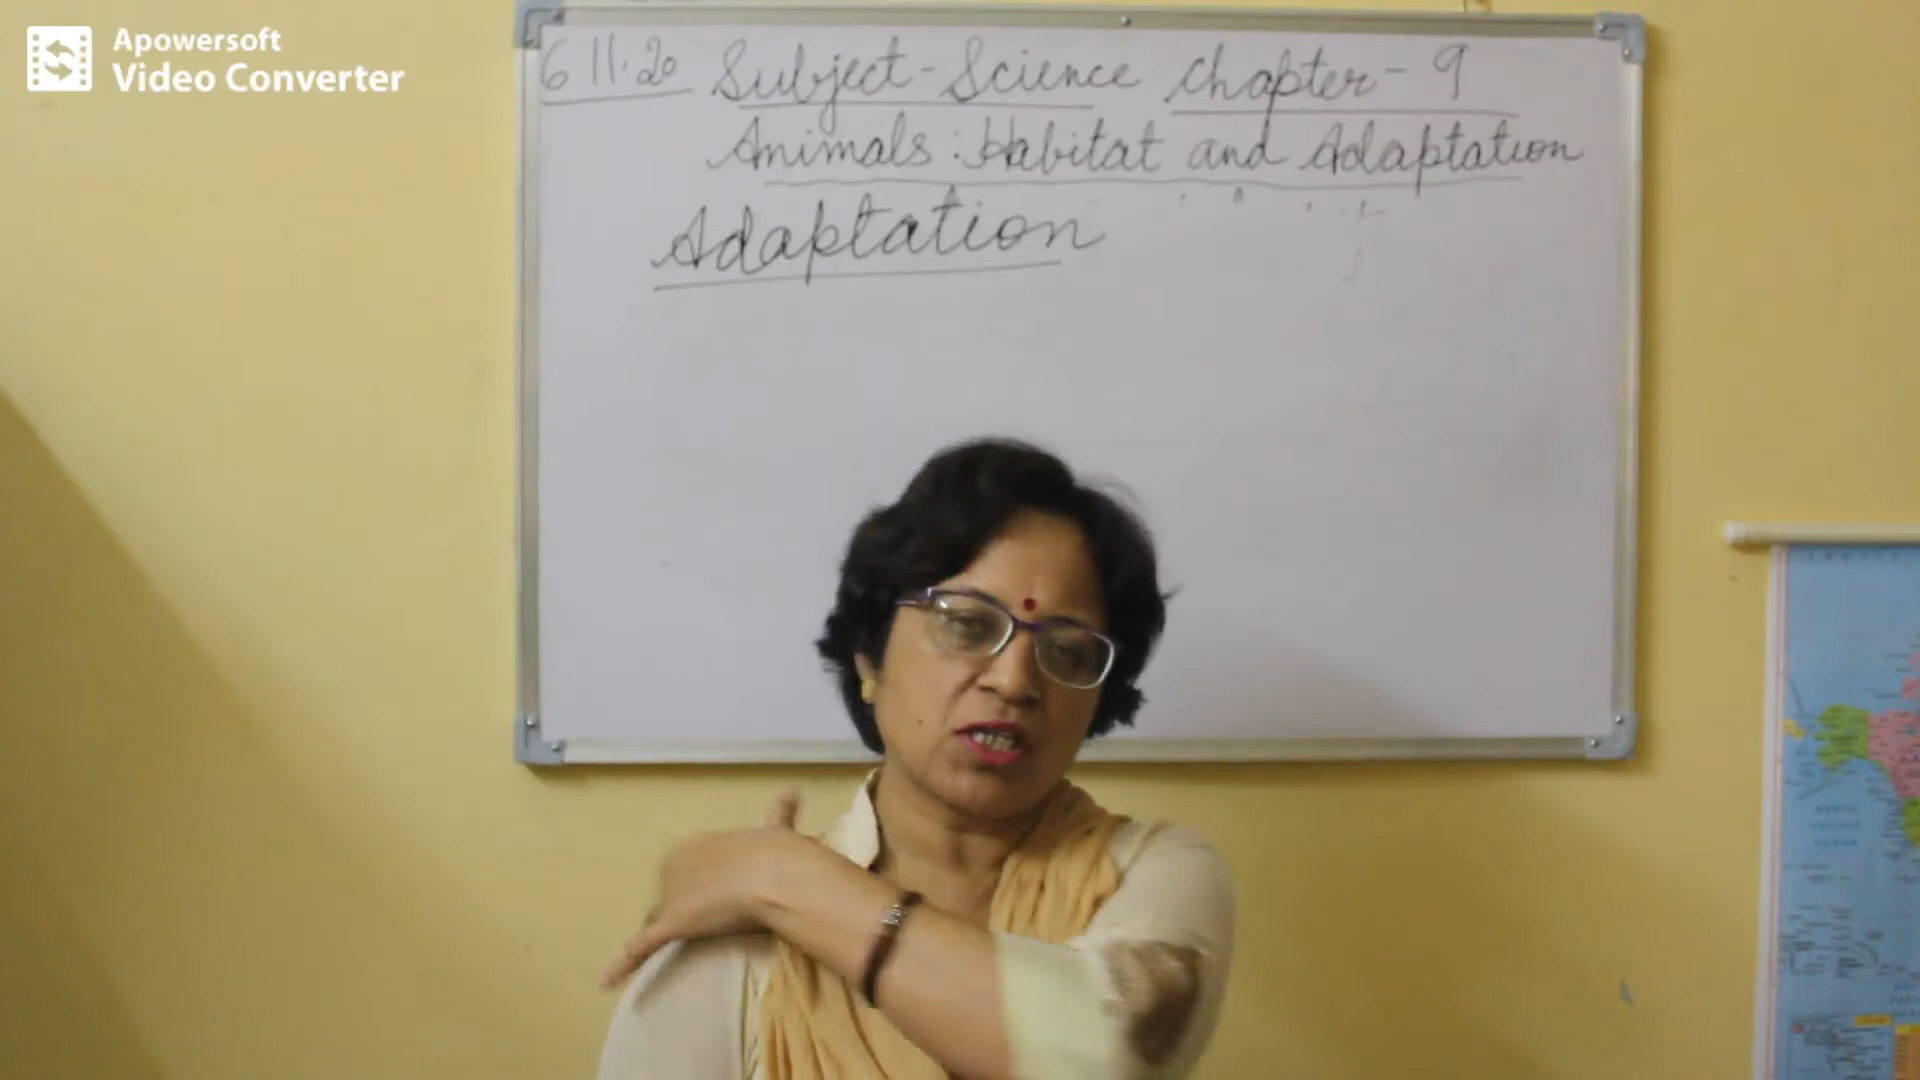 Apowersoft
Video Converter
6 11.20 Subject - Science Chapter - 9
Animals : Habitat and Adaptation
Adaptation